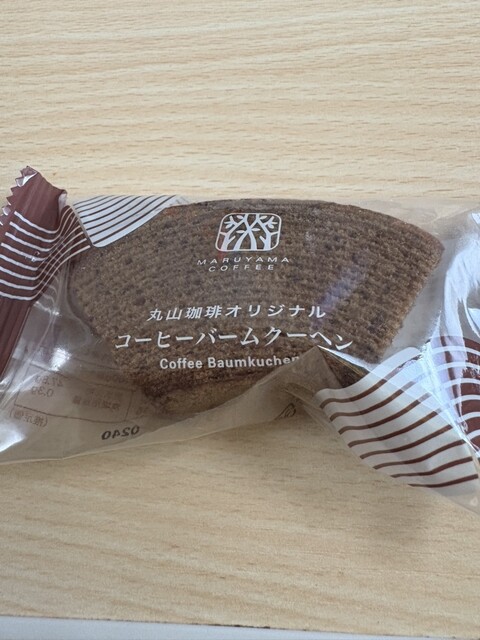 MARUYAMA
COFFEE
丸山珈琲オリジナル
コーヒーバームクーヘン
Coffee Baumkuchen
0240